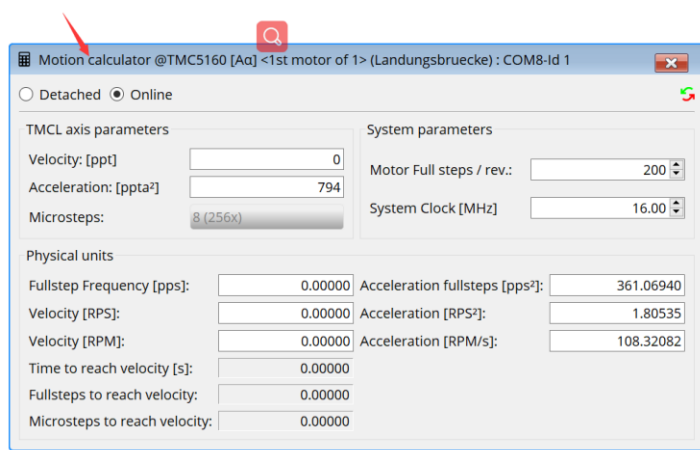 Motion calculator @TMC5160 [Aα] <1st motor of 1> (Landungsbruecke) : COM8-Id 1
Detached Online
TMCL axis parameters
Velocity: [ppt] 0
Acceleration: [ppta²] 794
Microsteps: 8 (256x)
System parameters
Motor Full steps / rev.: 200
System Clock [MHz] 16.00
Physical units
Fullstep Frequency [pps]: 0.00000 Acceleration fullsteps [pps²]: 361.06940
Velocity [RPS]: 0.00000 Acceleration [RPS²]: 1.80535
Velocity [RPM]: 0.00000 Acceleration [RPM/s]: 108.32082
Time to reach velocity [s]: 0.00000
Fullsteps to reach velocity: 0.00000
Microsteps to reach velocity: 0.00000